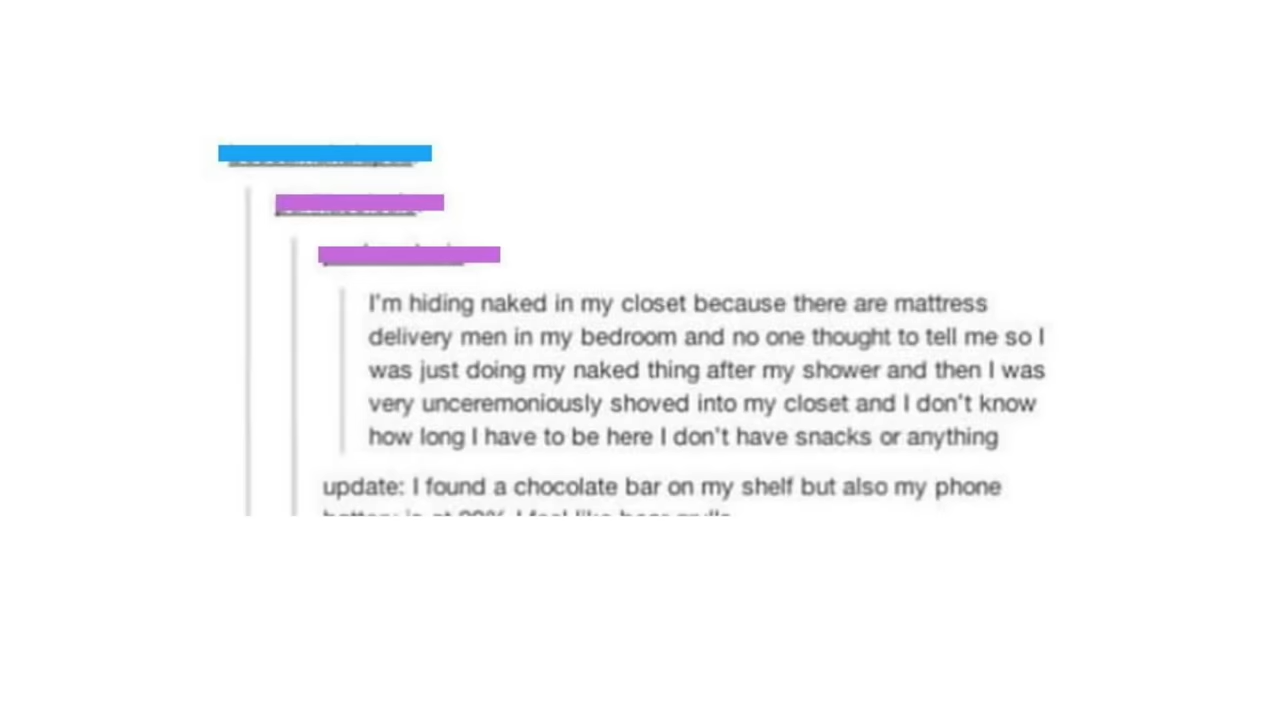 I'm hiding naked in my closet because there are mattress
delivery men in my bedroom and no one thought to tell me so I
was just doing my naked thing after my shower and then I was
very unceremoniously shoved into my closet and I don't know
how long I have to be here I don't have snacks or anything
update: I found a chocolate bar on my shelf but also my phone